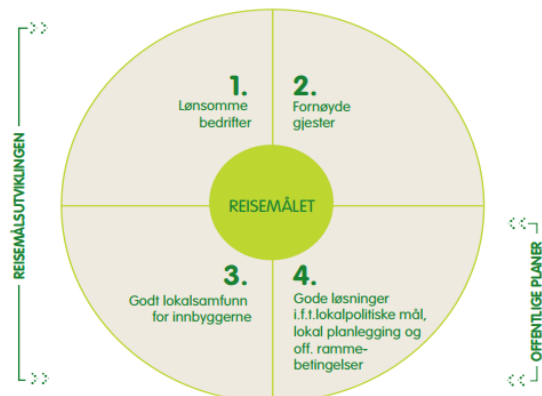 REISEMÅLSUTVIKLINGEN
1.
Lønsomme
bedrifter
2.
Fornøyde
gjester
REISEMÅLET
3.
Godt lokalsamfunn
for innbyggerne
4.
Gode løsninger
i.f.t.lokalpolitiske mål,
lokal planlegging og
off. ramme-
betingelser
OFFENTLIGE PLANER